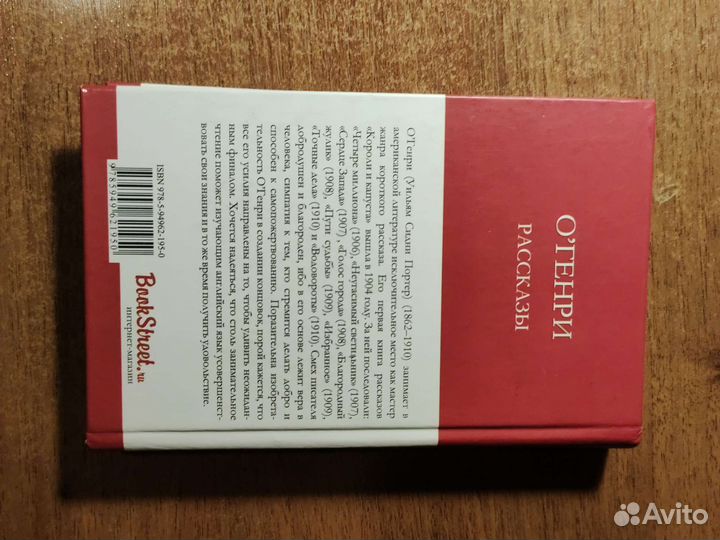 О'ГЕНРИ
РАССКАЗЫ
О'Генри (Уильям Сидни Портер) (1862–1910) занимает в
американской литературе исключительное место как мастер
жанра короткого рассказа. Его первая книга рассказов
«Короли и капуста» вышла в 1904 году. За ней последовали:
«Четыре миллиона» (1906), «Неугасимый светильник» (1907),
«Сердце Запада» (1907), «Голос города» (1908), «Благородный
жулик» (1908), «Пути судьбы» (1909), «Избранное» (1909),
«Точные дела» (1910) и «Водовороты» (1910). Смех писателя
добродушен и благороден, ибо в его основе лежит вера в
человека, симпатия к тем, кто стремится делать добро и
способен к самопожертвованию. Поразительна изобрета-
тельность О'Генри в создании концовок, порой кажется, что
все его усилия направлены на то, чтобы удивить неожидан-
ным финалом. Хочется надеяться, что столь занимательное
чтение поможет изучающим английский язык усовершенст-
вовать свои знания и в то же время получить удовольствие.
ISBN 978-5-94962-195-0
9785949621950
BookStreet.ru
интернет-магазин
Avito